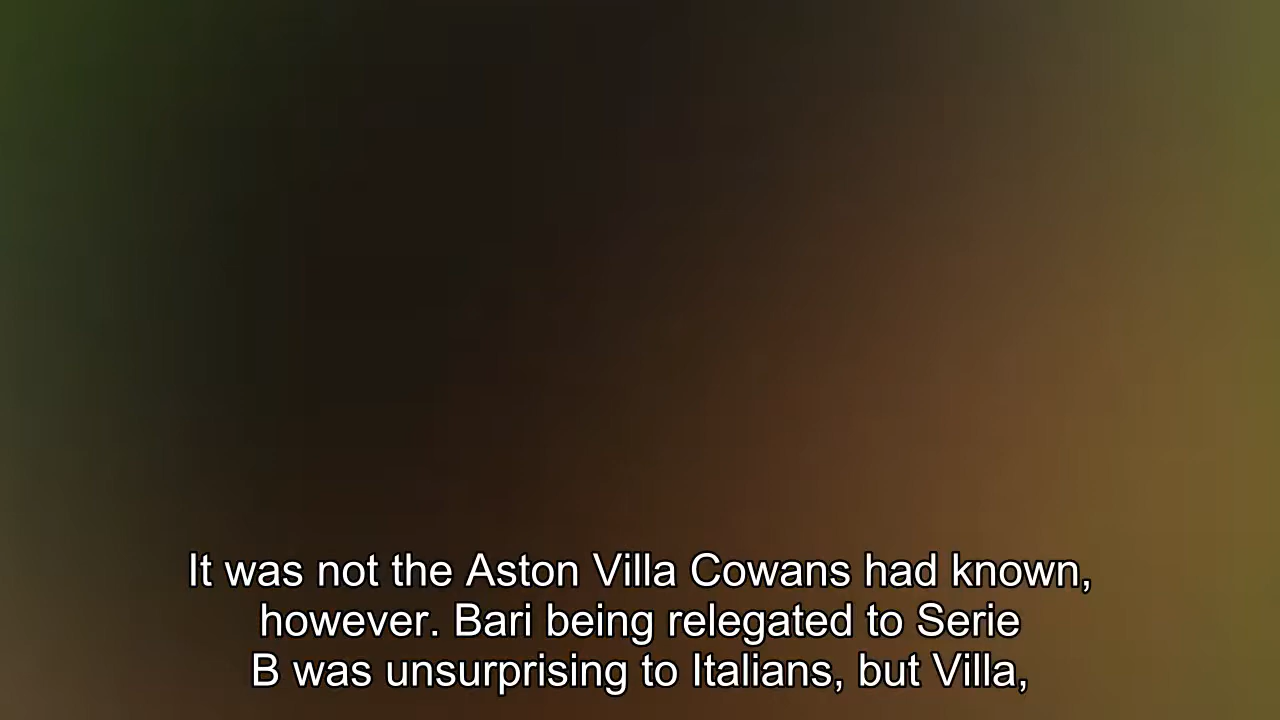 It was not the Aston Villa Cowans had known,
however. Bari being relegated to Serie
B was unsurprising to Italians, but Villa,